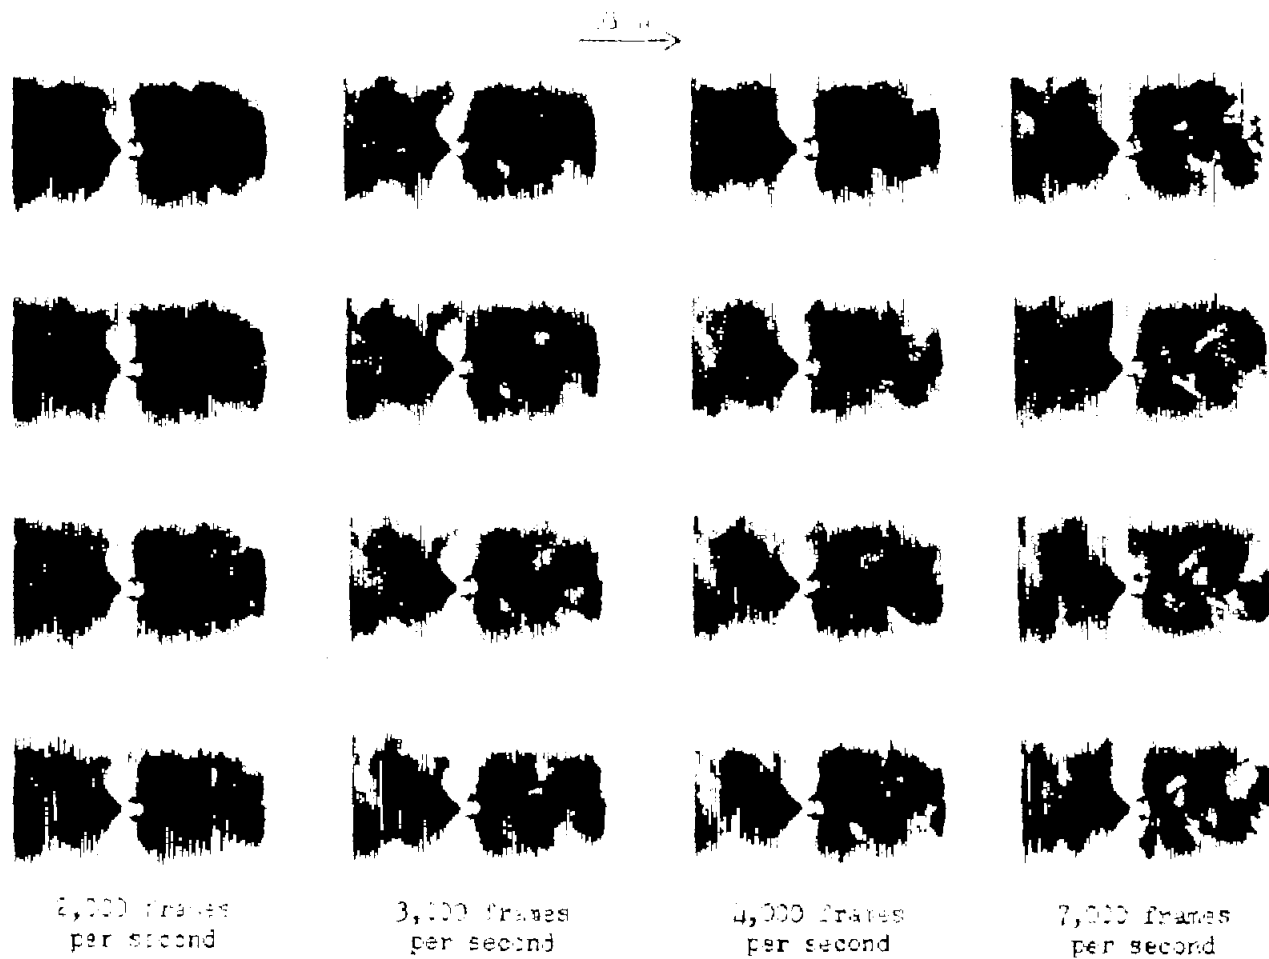 2,000 frames
per second
3,000 frames
per second
4,000 frames
per second
7,000 frames
per second